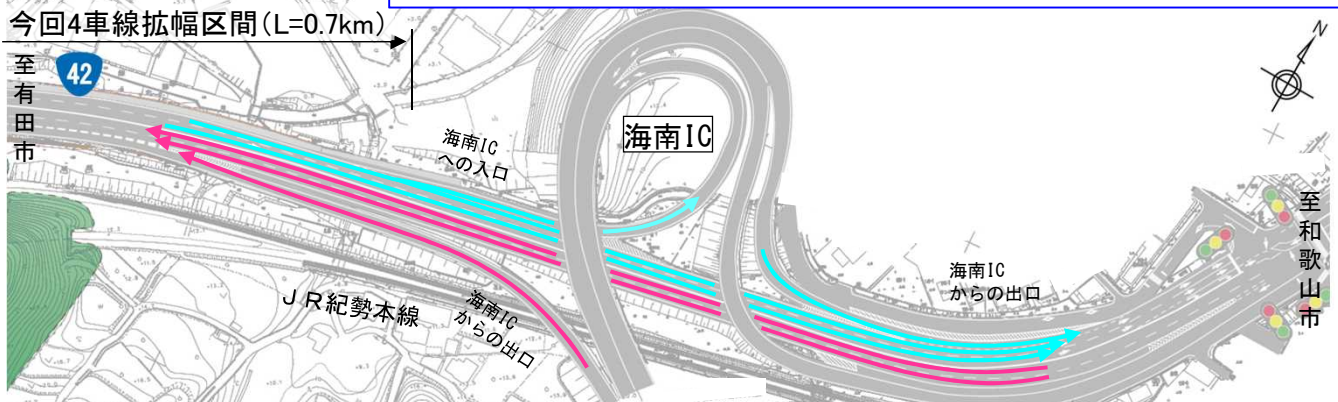 今回4車線拡幅区間(L=0.7km)
至有田市
42
海南IC
への入口
海南IC
N
海南IC
からの出口
JR紀勢本線
海南IC
からの出口
至和歌山市